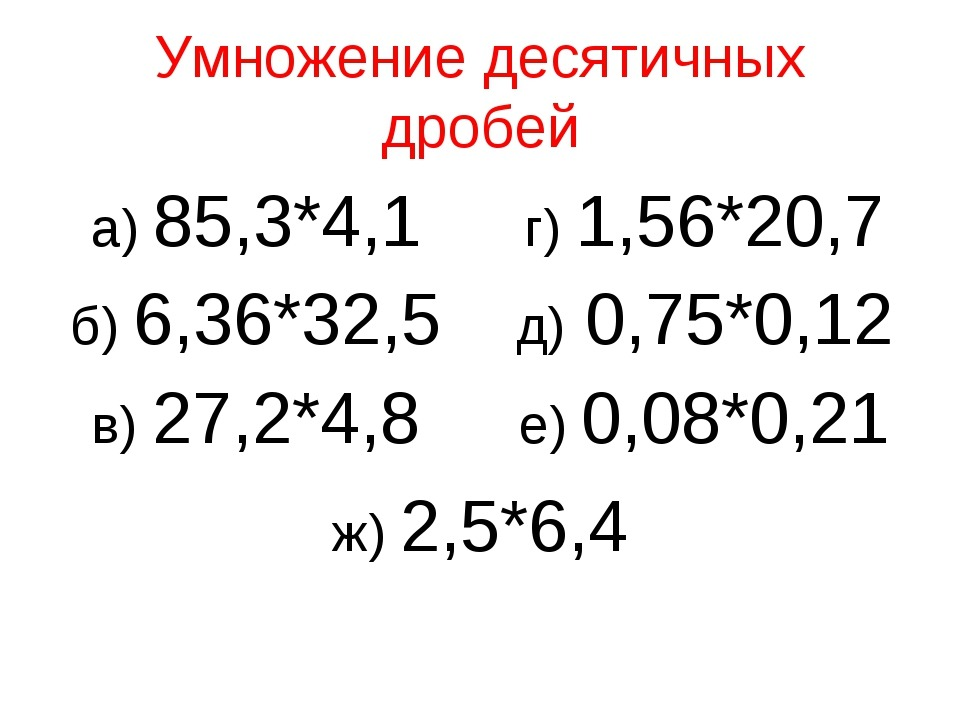 Умножение десятичных
дробей
а) 85,3*4,1
г) 1,56*20,7
б) 6,36*32,5
д) 0,75*0,12
в) 27,2*4,8
е) 0,08*0,21
ж) 2,5*6,4